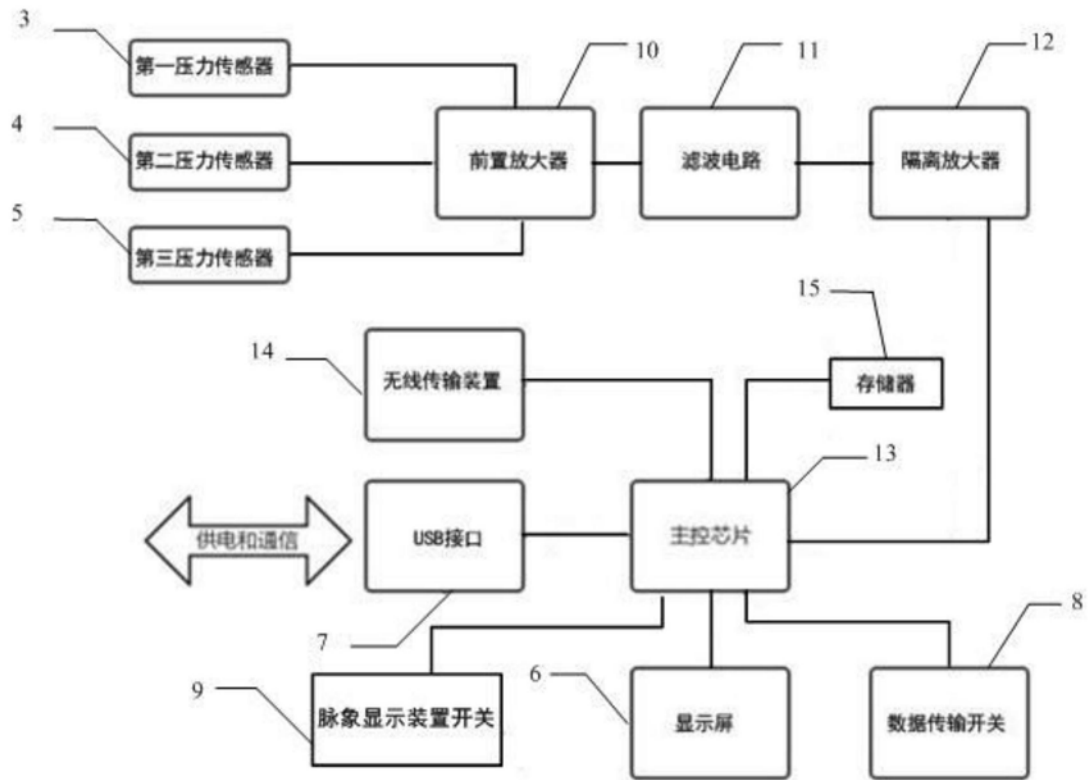 3
第一压力传感器
10
11
12
4
第二压力传感器
前置放大器
滤波电路
隔离放大器
5
第三压力传感器
15
14
无线传输装置
存储器
13
供电和通信
USB接口
主控芯片
7
8
9
脉象显示装置开关
6
显示屏
数据传输开关